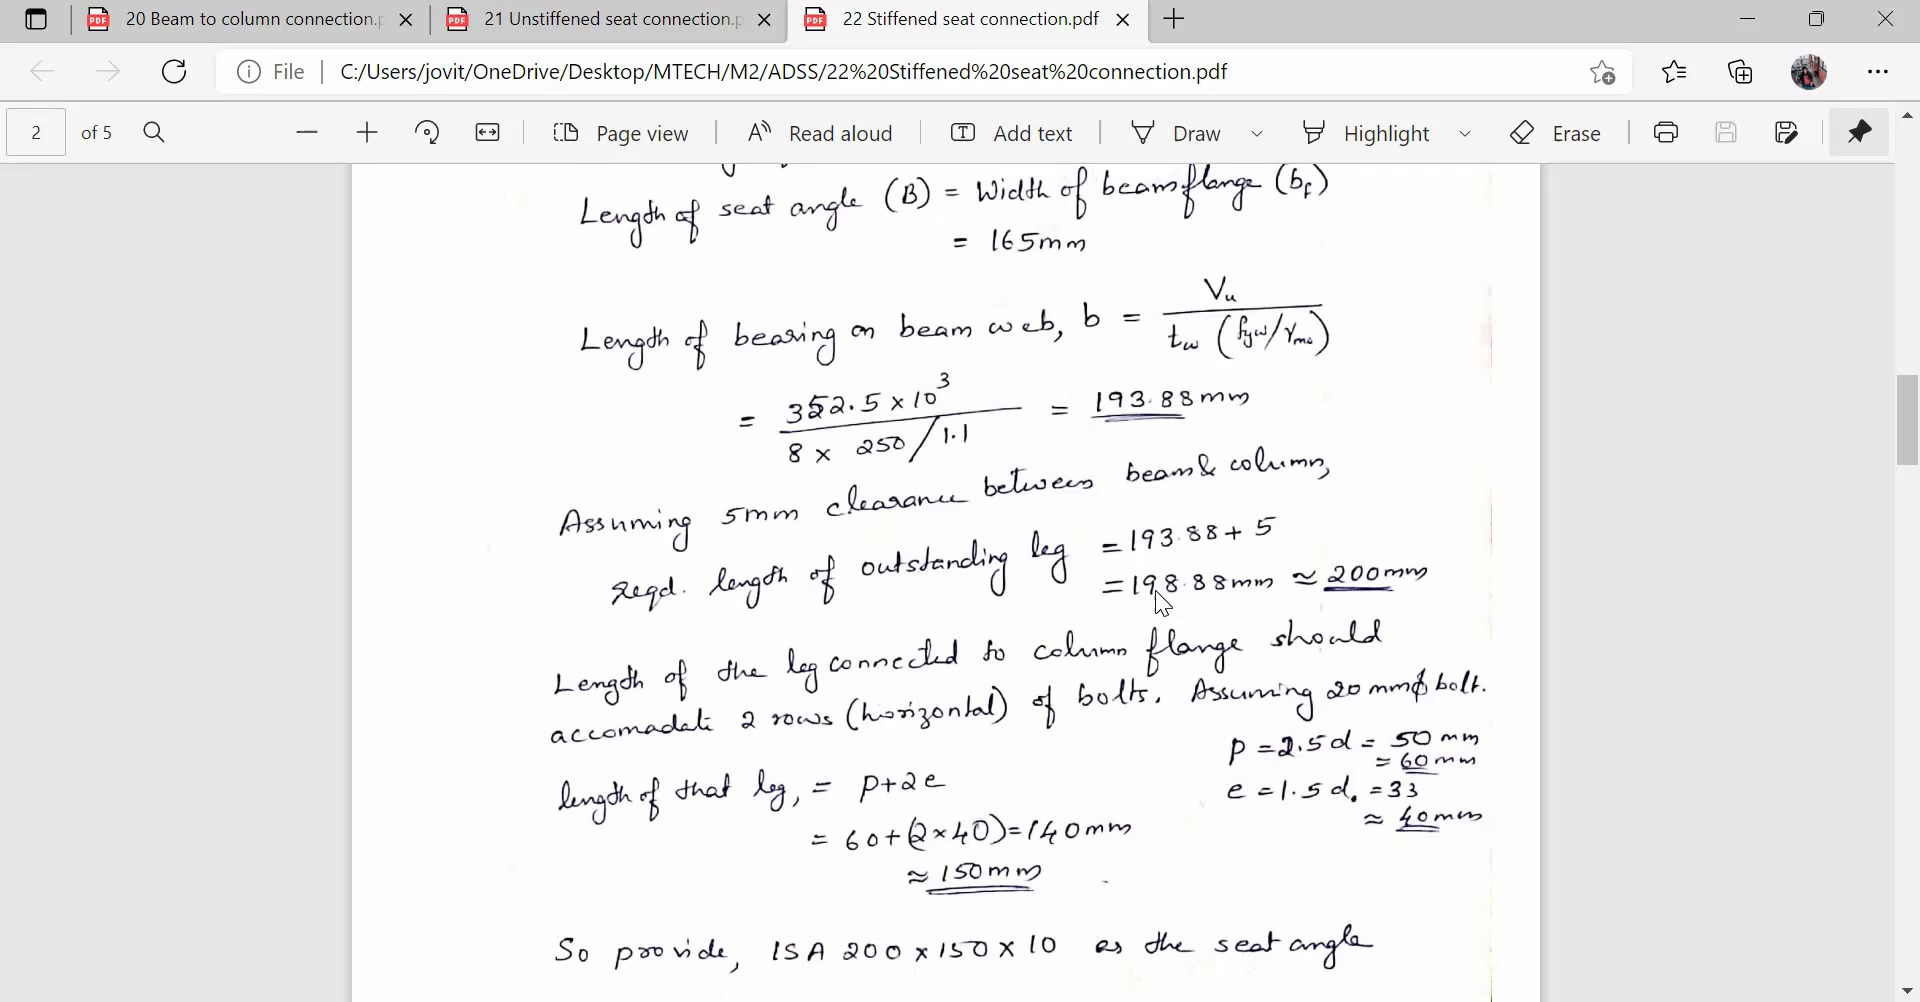 20 Beam to column connection.p
21 Unstiffened seat connection.p
22 Stiffened seat connection.pdf
File
C:/Users/jovit/OneDrive/Desktop/MTECH/M2/ADSS/22%20Stiffened%20seat%20connection.pdf
2 of 5
Page view
Read aloud
Add text
Draw
Highlight
Erase
Length of seat angle (B) = Width of beam flange (bf)
= 165mm
Length of bearing on beam web, b = Vu / tw (fyw/γmo)
= 352.5 × 10³ / 8 × 250/1.1 = 193.88mm
Assuming 5mm clearance between beam & column,
reqd. length of outstanding leg = 193.88 + 5
= 198.88mm ≈ 200mm
Length of the leg connected to column flange should
accomadate 2 rows (horizontal) of bolts. Assuming 20 mmϕ bolt.
p = 2.5d = 50 mm
= 60 mm
length of that leg, = p+2e
e = 1.5 d₀ = 33
≈ 40mm
= 60+(2×40)=140mm
≈ 150mm
So provide, ISA 200 × 150 × 10 as the seat angle